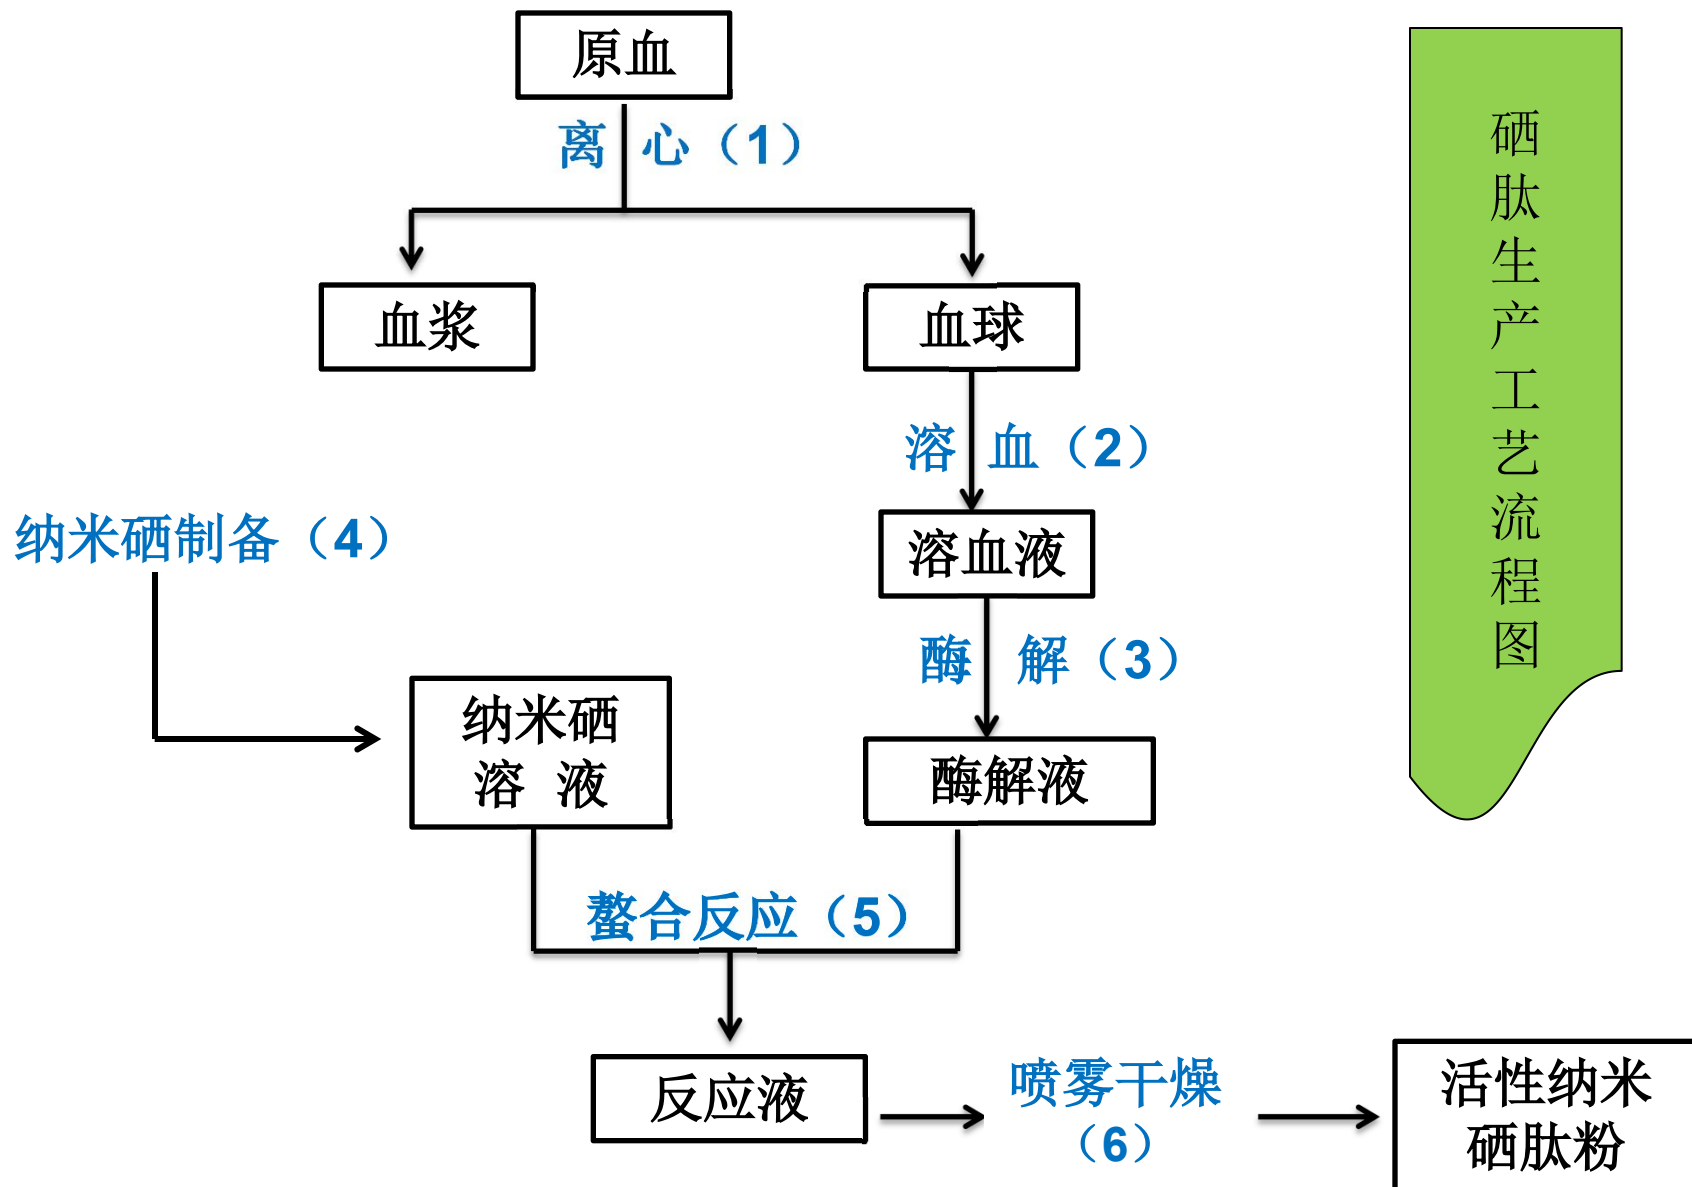 原血
离 心（1）
血浆
血球
溶 血（2）
纳米硒制备（4）
溶血液
酶 解（3）
纳米硒
溶 液
酶解液
螯合反应（5）
反应液
喷雾干燥
（6）
活性纳米
硒肽粉
硒肽生产工艺流程图